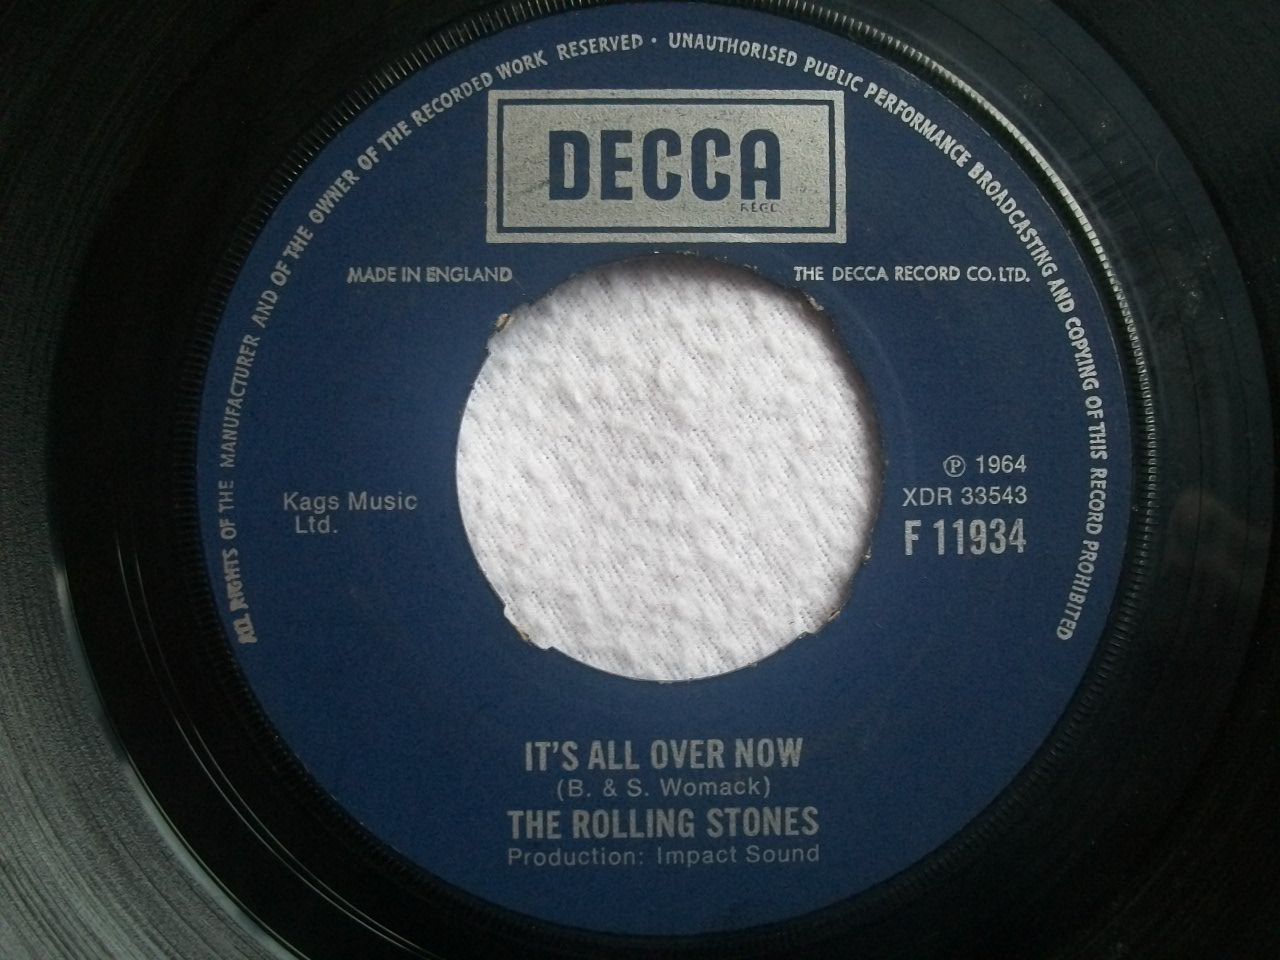 ALL RIGHTS OF THE MANUFACTURER AND OF THE OWNER OF THE RECORDED WORK RESERVED · UNAUTHORISED PUBLIC PERFORMANCE BROADCASTING AND COPYING OF THIS RECORD PROHIBITED
DECCA
REGD
MADE IN ENGLAND
THE DECCA RECORD CO. LTD.
Ⓟ 1964
XDR 33543
F 11934
Kags Music
Ltd.
IT'S ALL OVER NOW
(B. & S. Womack)
THE ROLLING STONES
Production: Impact Sound